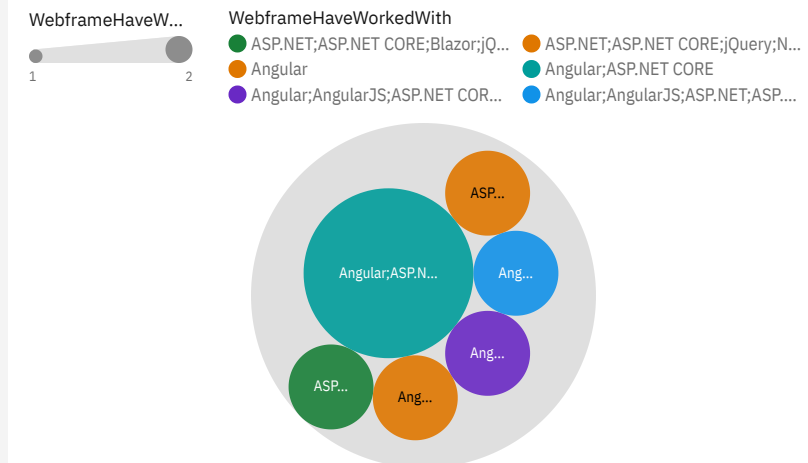 WebframeHaveW...
1
2
WebframeHaveWorkedWith
ASP.NET;ASP.NET CORE;Blazor;jQ...
ASP.NET;ASP.NET CORE;jQuery;N...
Angular
Angular;ASP.NET CORE
Angular;AngularJS;ASP.NET COR...
Angular;AngularJS;ASP.NET;ASP....
ASP...
Angular;ASP.N...
Ang...
Ang...
ASP...
Ang...